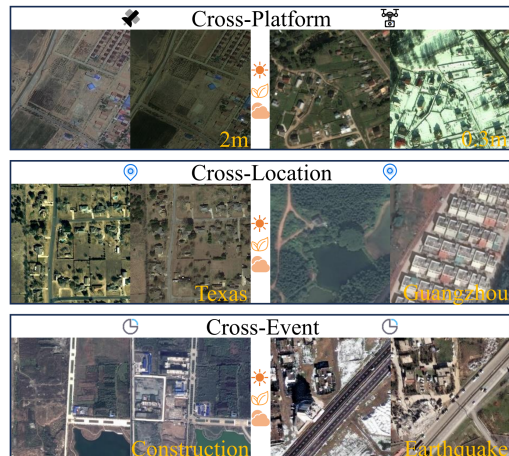 Cross-Platform
2m
0.3m
Cross-Location
Texas
Guangzhou
Cross-Event
Construction
Earthquake